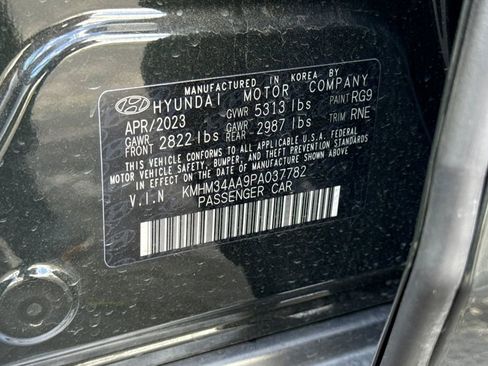 MANUFACTURED IN KOREA BY
HYUNDAI MOTOR COMPANY
APR/2023 GVWR 5313 lbs PAINT RG9
GAWR FRONT 2822 lbs GAWR REAR 2987 lbs TRIM RNE
THIS VEHICLE CONFORMS TO ALL APPLICABLE U.S.A. FEDERAL
MOTOR VEHICLE SAFETY, BUMPER, AND THEFT PREVENTION STANDARDS
IN EFFECT ON THE DATE OF MANUFACTURE SHOWN ABOVE.
V.I.N KMHM34AA9PA037782
PASSENGER CAR